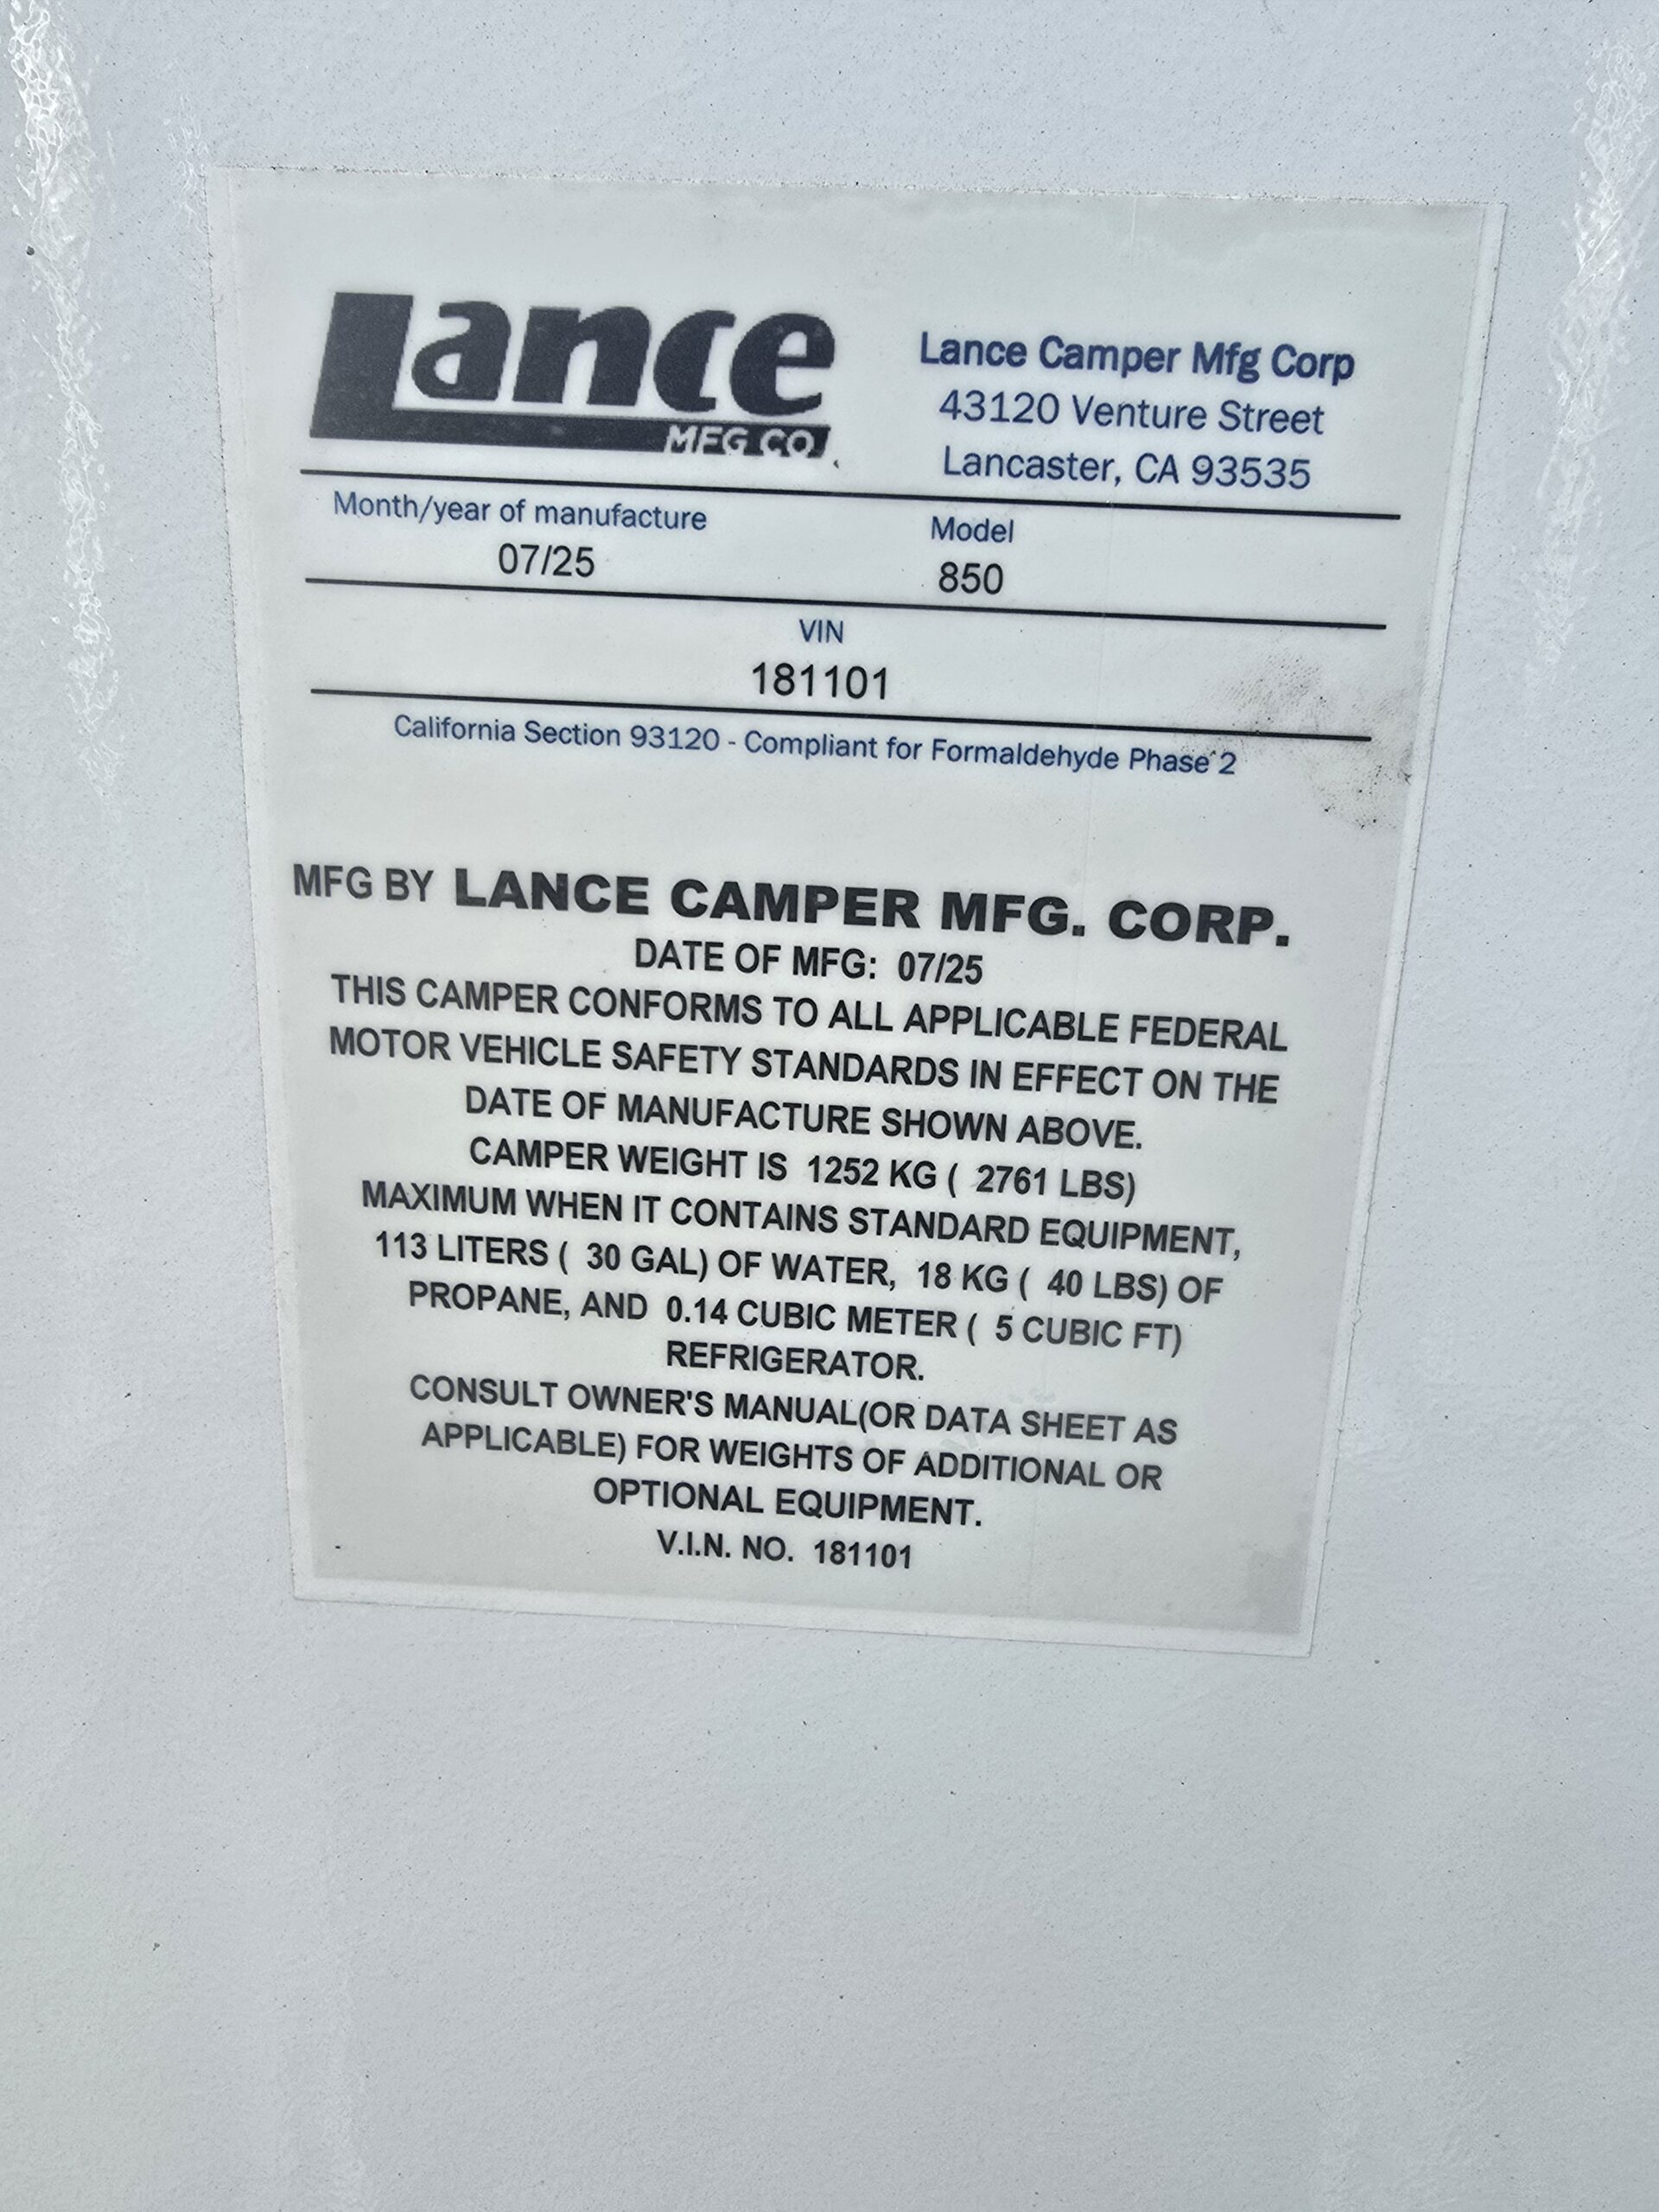 Lance
MFG CO.
Lance Camper Mfg Corp
43120 Venture Street
Lancaster, CA 93535
Month/year of manufacture
07/25
Model
850
VIN
181101
California Section 93120 - Compliant for Formaldehyde Phase 2
MFG BY LANCE CAMPER MFG. CORP.
DATE OF MFG: 07/25
THIS CAMPER CONFORMS TO ALL APPLICABLE FEDERAL
MOTOR VEHICLE SAFETY STANDARDS IN EFFECT ON THE
DATE OF MANUFACTURE SHOWN ABOVE.
CAMPER WEIGHT IS 1252 KG ( 2761 LBS)
MAXIMUM WHEN IT CONTAINS STANDARD EQUIPMENT,
113 LITERS ( 30 GAL) OF WATER, 18 KG ( 40 LBS) OF
PROPANE, AND 0.14 CUBIC METER ( 5 CUBIC FT)
REFRIGERATOR.
CONSULT OWNER'S MANUAL(OR DATA SHEET AS
APPLICABLE) FOR WEIGHTS OF ADDITIONAL OR
OPTIONAL EQUIPMENT.
V.I.N. NO. 181101